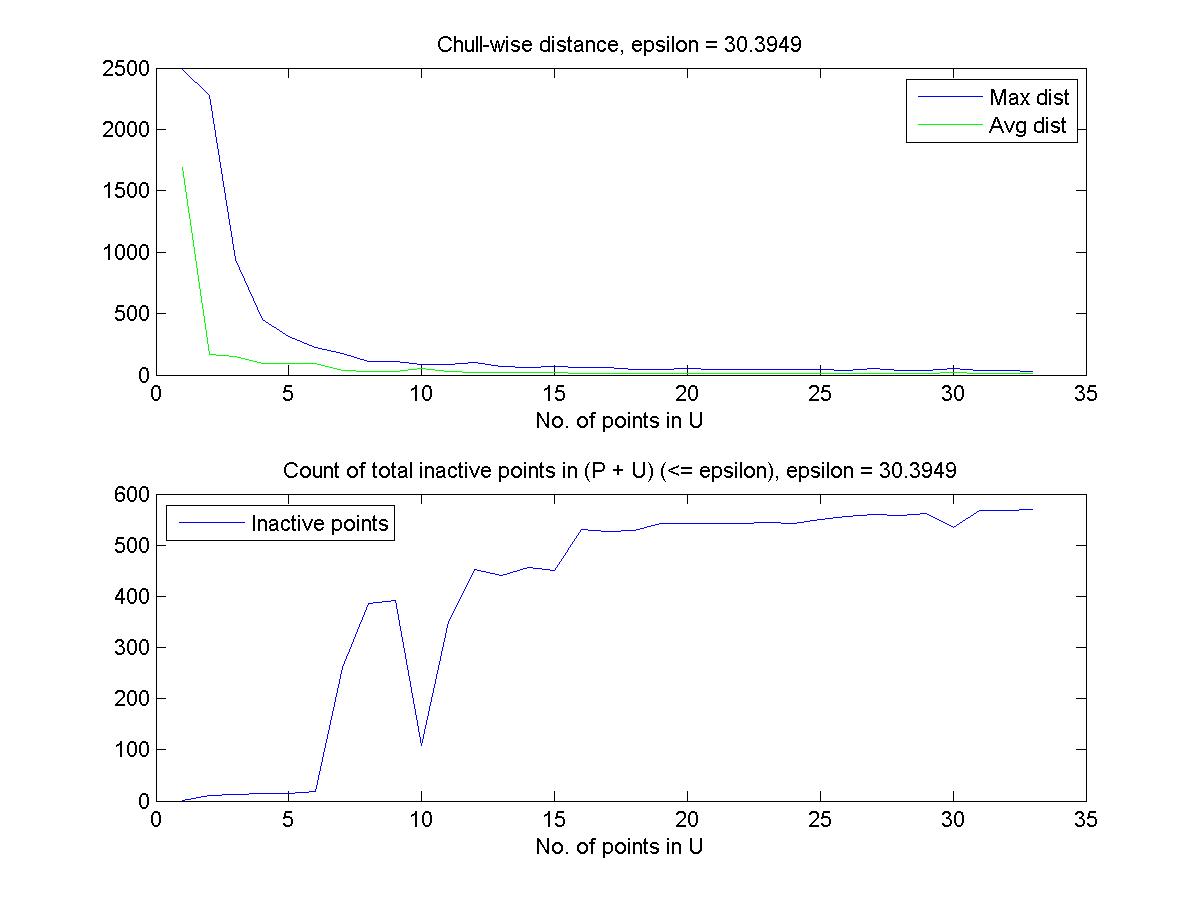 Chull-wise distance, epsilon = 30.3949
2500
2000
1500
1000
500
0
Max dist
Avg dist
0 5 10 15 20 25 30 35
No. of points in U
Count of total inactive points in (P + U) (<= epsilon), epsilon = 30.3949
600
500
400
300
200
100
0
Inactive points
0 5 10 15 20 25 30 35
No. of points in U